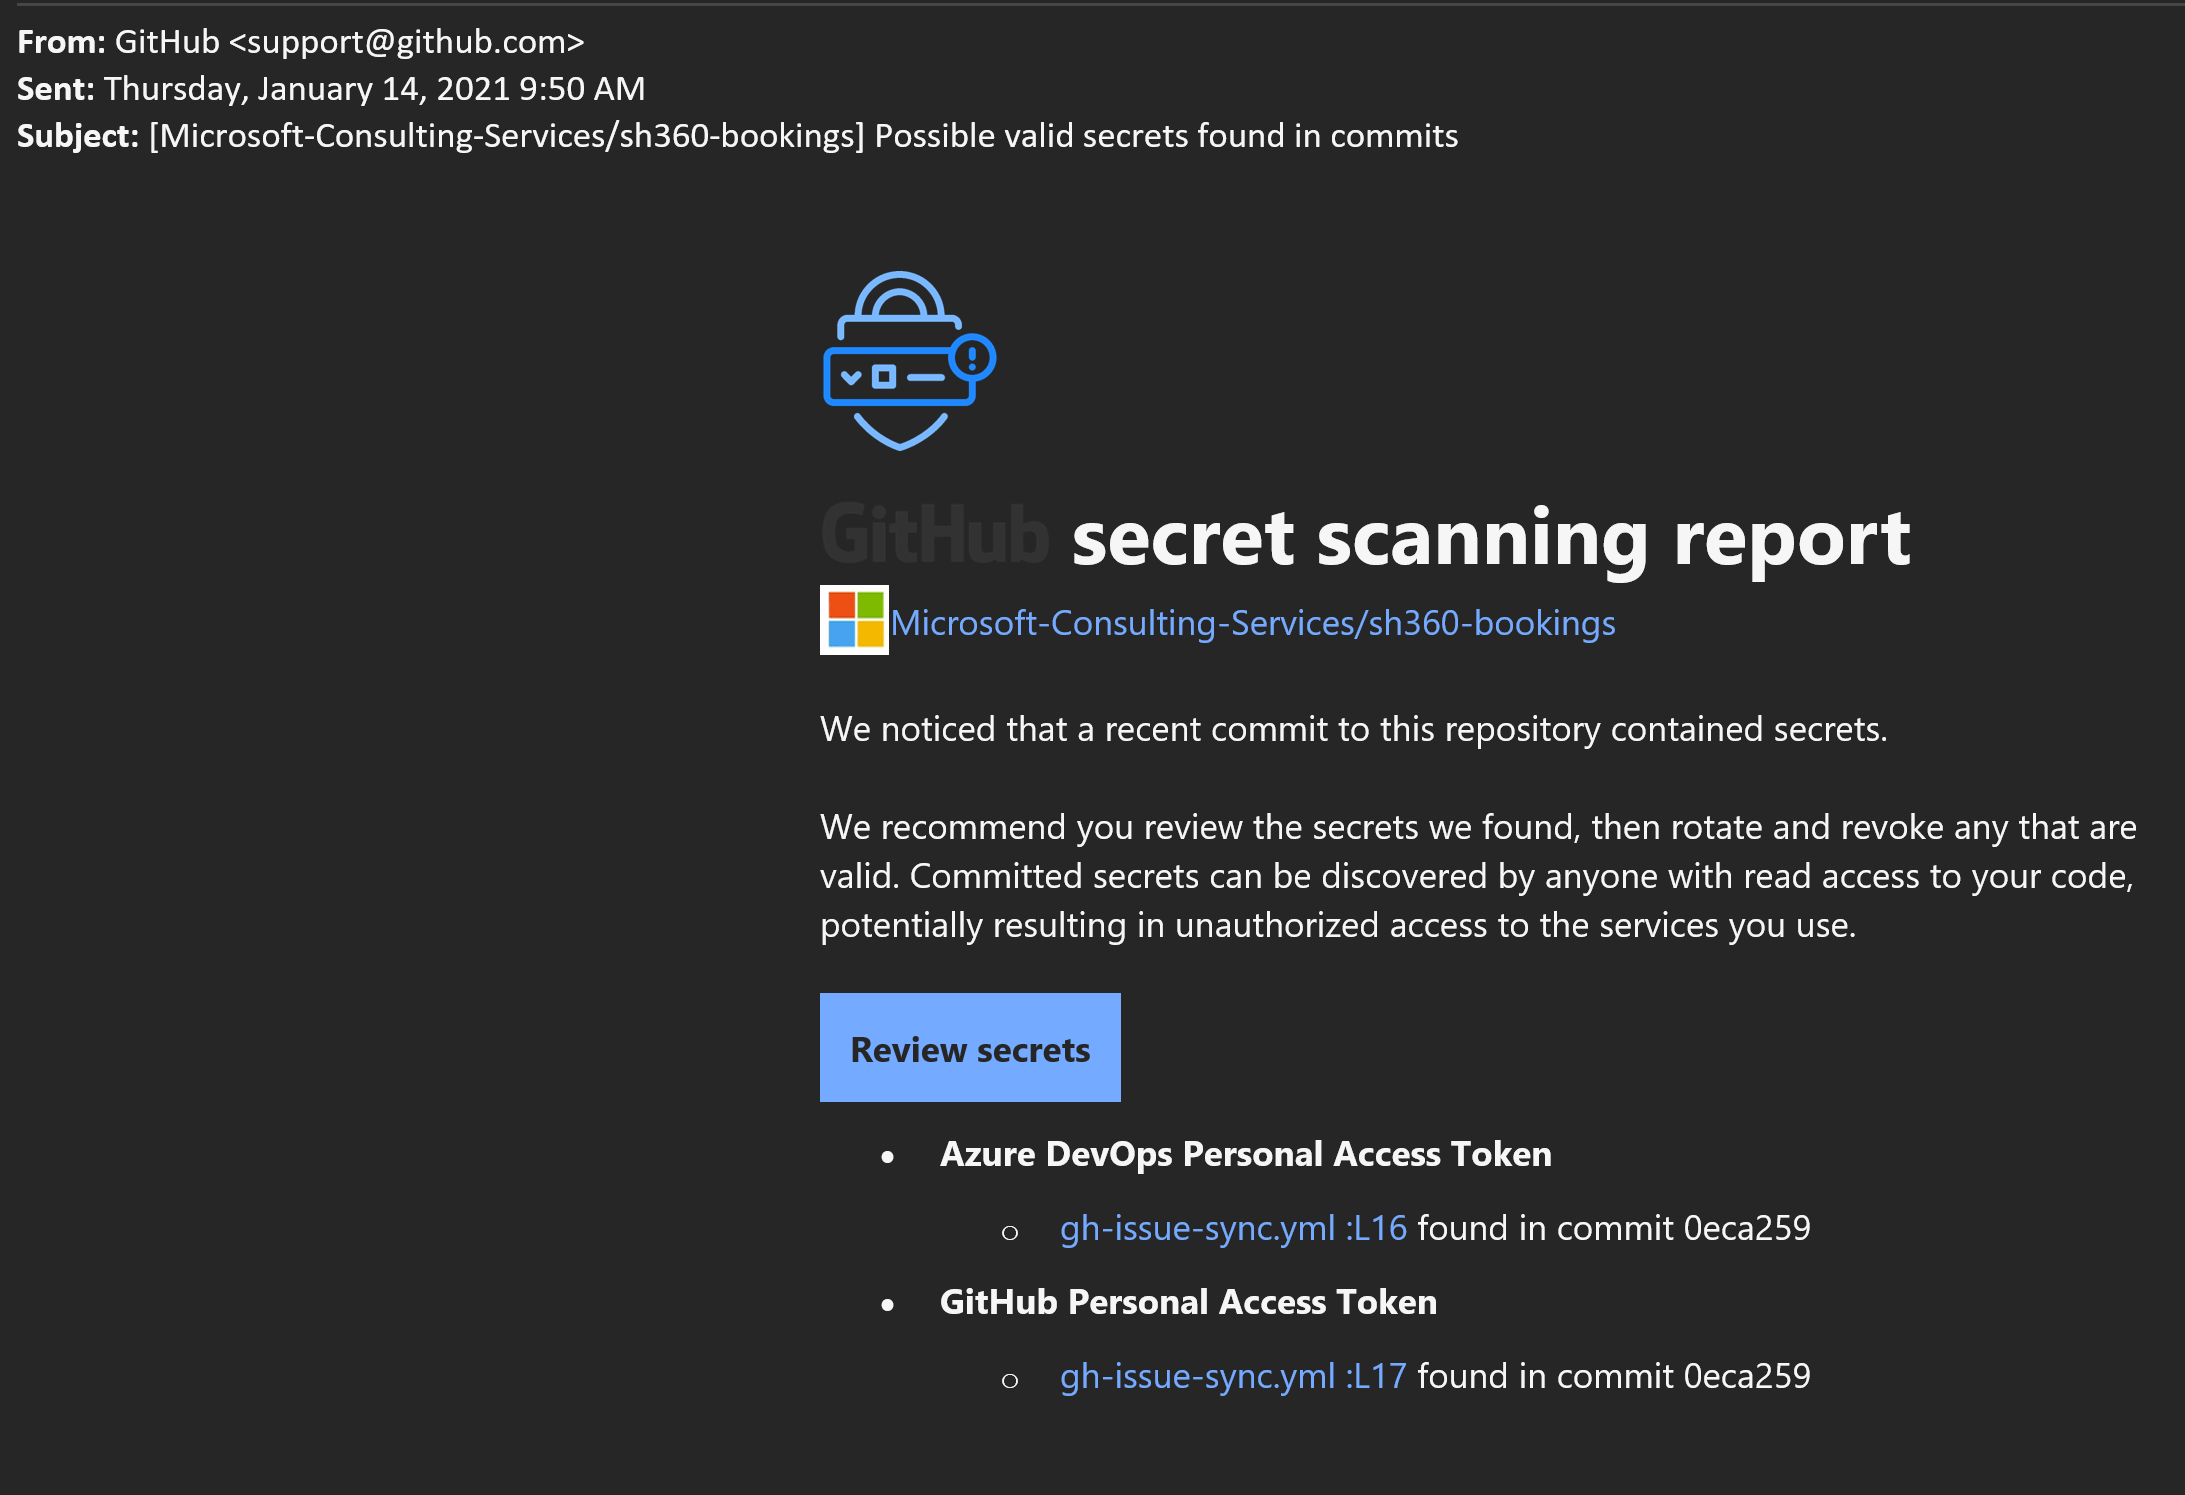 From: GitHub <support@github.com>
Sent: Thursday, January 14, 2021 9:50 AM
Subject: [Microsoft-Consulting-Services/sh360-bookings] Possible valid secrets found in commits
GitHub secret scanning report
Microsoft-Consulting-Services/sh360-bookings
We noticed that a recent commit to this repository contained secrets.
We recommend you review the secrets we found, then rotate and revoke any that are
valid. Committed secrets can be discovered by anyone with read access to your code,
potentially resulting in unauthorized access to the services you use.
Review secrets
• Azure DevOps Personal Access Token
○ gh-issue-sync.yml :L16 found in commit 0eca259
• GitHub Personal Access Token
○ gh-issue-sync.yml :L17 found in commit 0eca259